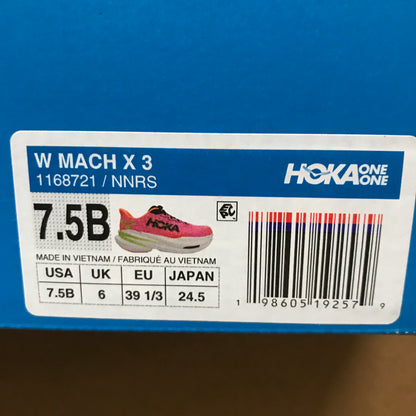 W MACH X 3
1168721 / NNRS
HOKA ONE ONE
7.5B
HOKA
MADE IN VIETNAM / FABRIQUÉ AU VIETNAM
USA UK EU JAPAN
7.5B 6 39 1/3 24.5
1 98605 19257 9